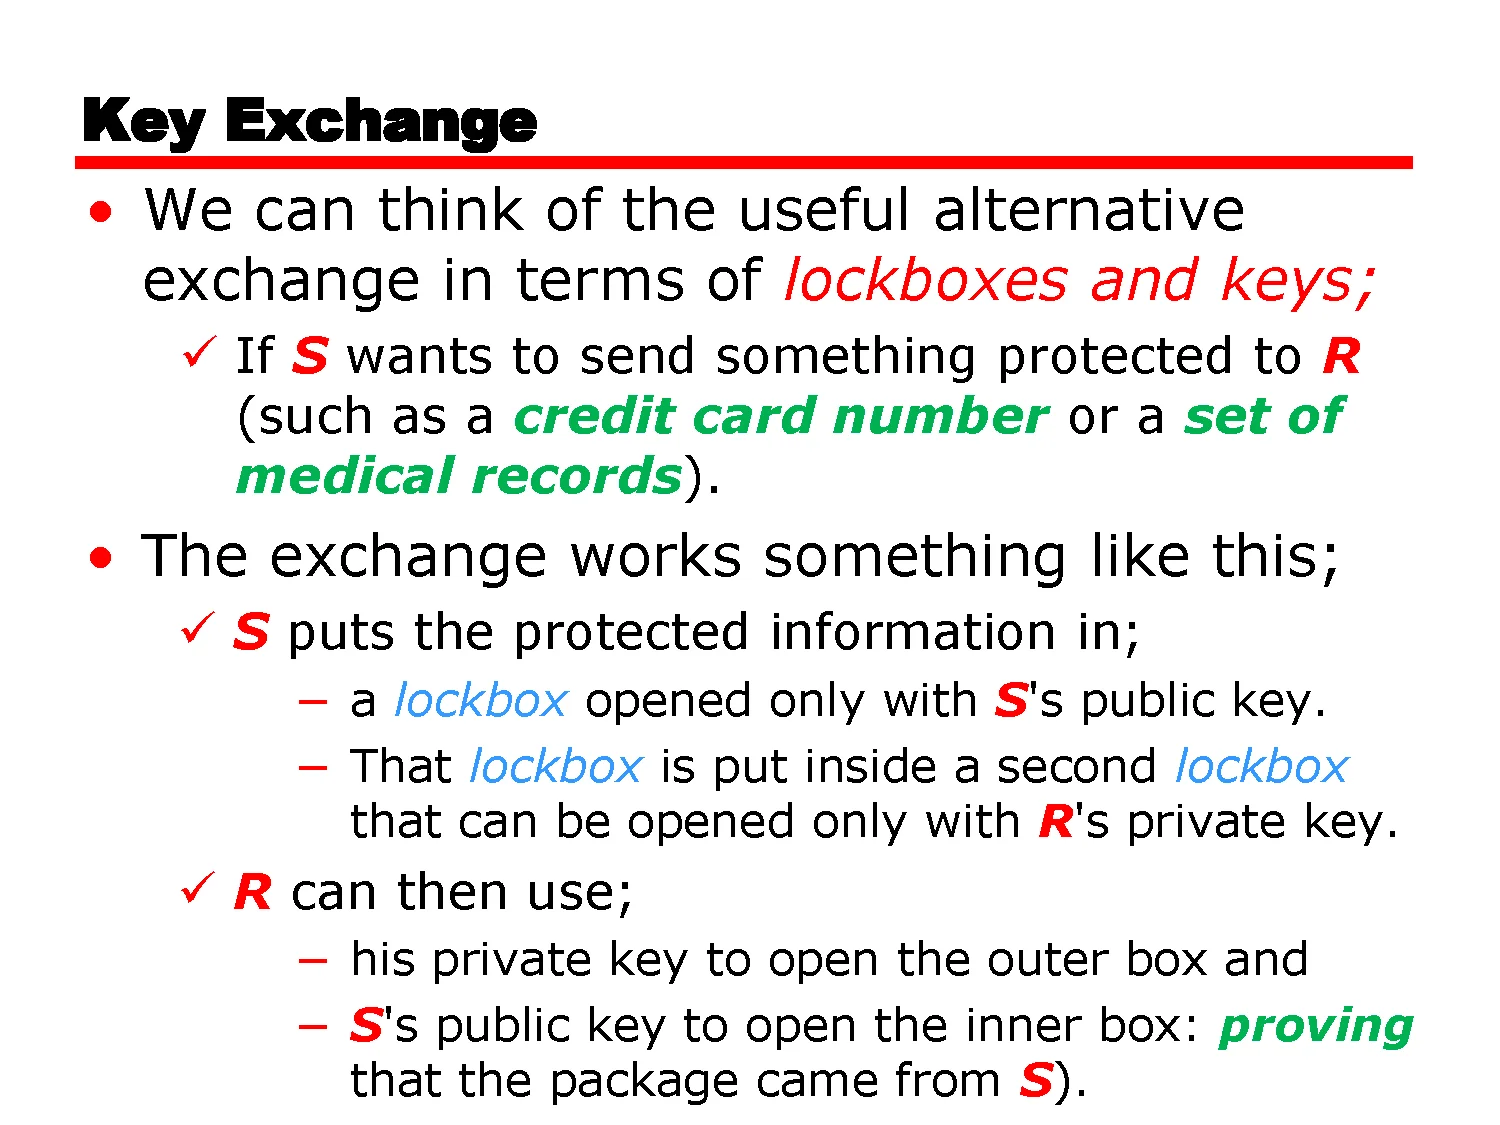 Key Exchange
• We can think of the useful alternative
exchange in terms of lockboxes and keys;
✓ If S wants to send something protected to R
(such as a credit card number or a set of
medical records).
• The exchange works something like this;
✓ S puts the protected information in;
– a lockbox opened only with S's public key.
– That lockbox is put inside a second lockbox
that can be opened only with R's private key.
✓ R can then use;
– his private key to open the outer box and
– S's public key to open the inner box: proving
that the package came from S).